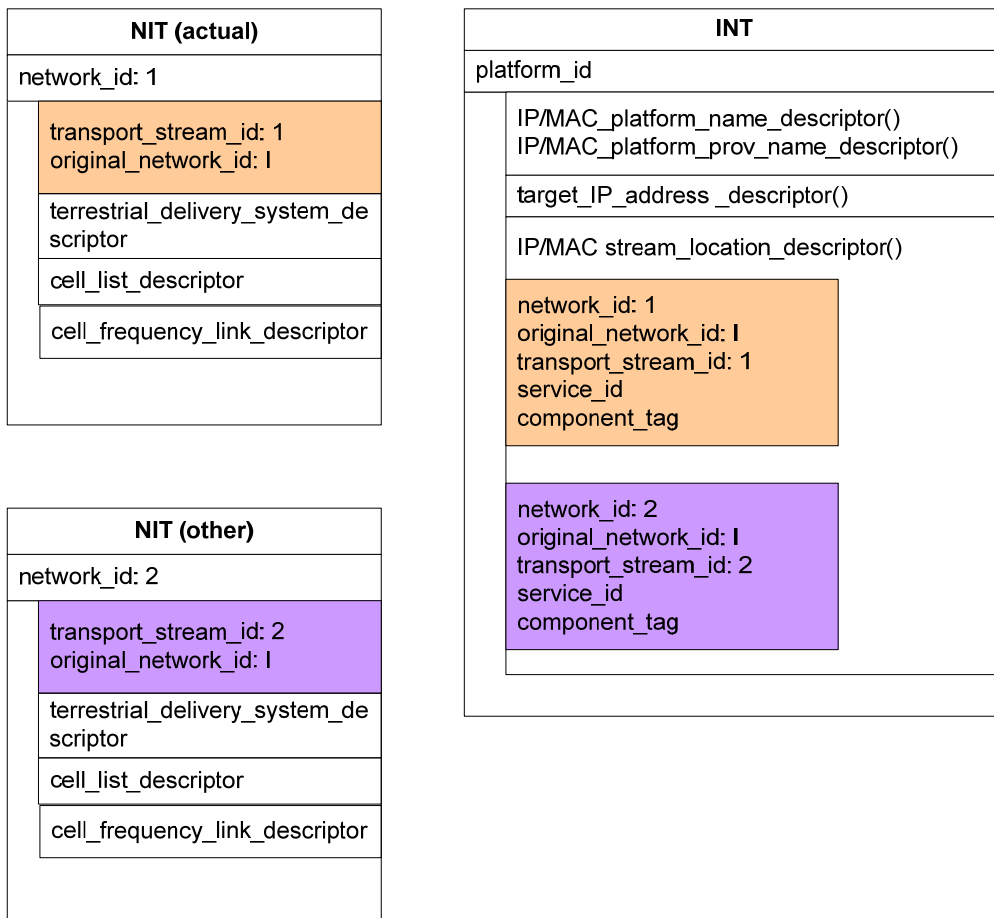 NIT (actual)
network_id: 1
transport_stream_id: 1
original_network_id: I
terrestrial_delivery_system_de
scriptor
cell_list_descriptor
cell_frequency_link_descriptor
NIT (other)
network_id: 2
transport_stream_id: 2
original_network_id: I
terrestrial_delivery_system_de
scriptor
cell_list_descriptor
cell_frequency_link_descriptor
INT
platform_id
IP/MAC_platform_name_descriptor()
IP/MAC_platform_prov_name_descriptor()
target_IP_address _descriptor()
IP/MAC stream_location_descriptor()
network_id: 1
original_network_id: I
transport_stream_id: 1
service_id
component_tag
network_id: 2
original_network_id: I
transport_stream_id: 2
service_id
component_tag